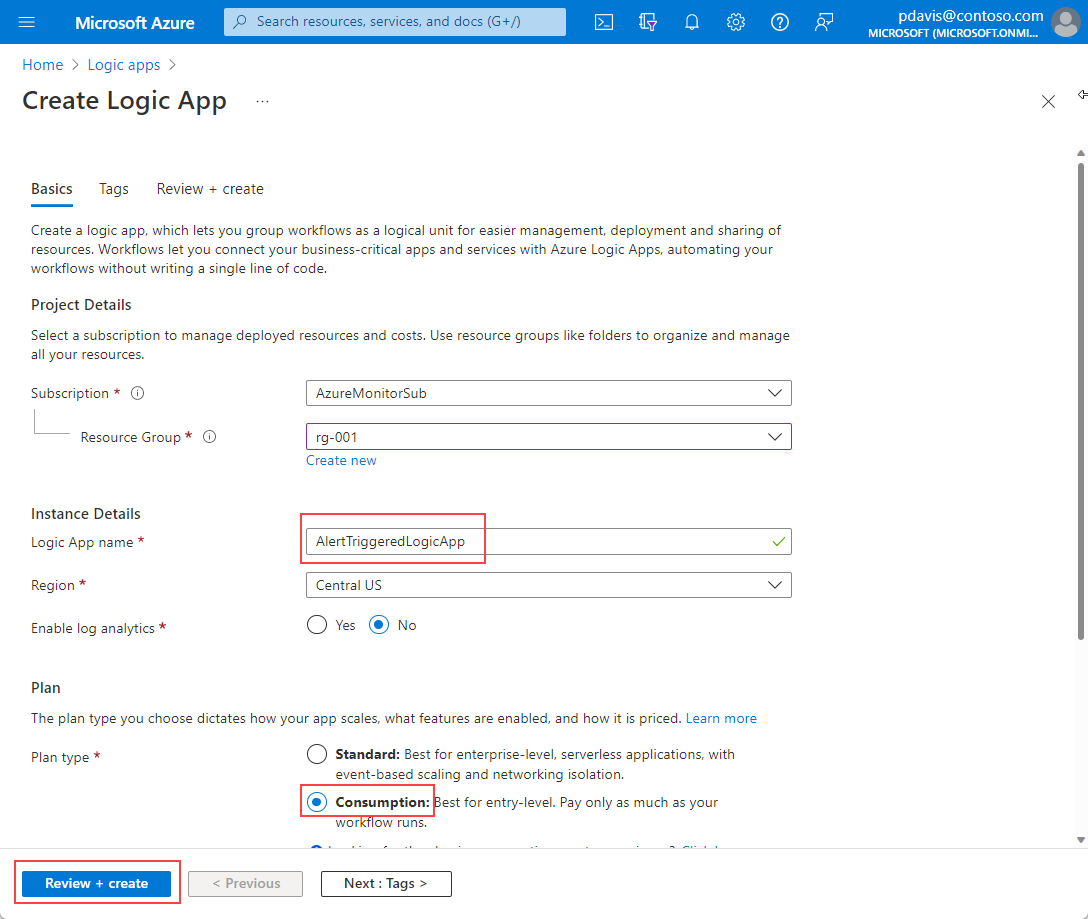 Microsoft Azure
Search resources, services, and docs (G+/)
pdavis@contoso.com
MICROSOFT (MICROSOFT.ONMI...
Home > Logic apps >
Create Logic App ...
Basics Tags Review + create
Create a logic app, which lets you group workflows as a logical unit for easier management, deployment and sharing of
resources. Workflows let you connect your business-critical apps and services with Azure Logic Apps, automating your
workflows without writing a single line of code.
Project Details
Select a subscription to manage deployed resources and costs. Use resource groups like folders to organize and manage
all your resources.
Subscription * AzureMonitorSub
Resource Group * rg-001
Create new
Instance Details
Logic App name * AlertTriggeredLogicApp
Region * Central US
Enable log analytics * Yes No
Plan
The plan type you choose dictates how your app scales, what features are enabled, and how it is priced. Learn more
Plan type * Standard: Best for enterprise-level, serverless applications, with
event-based scaling and networking isolation.
Consumption: Best for entry-level. Pay only as much as your
workflow runs.
Review + create < Previous Next : Tags >